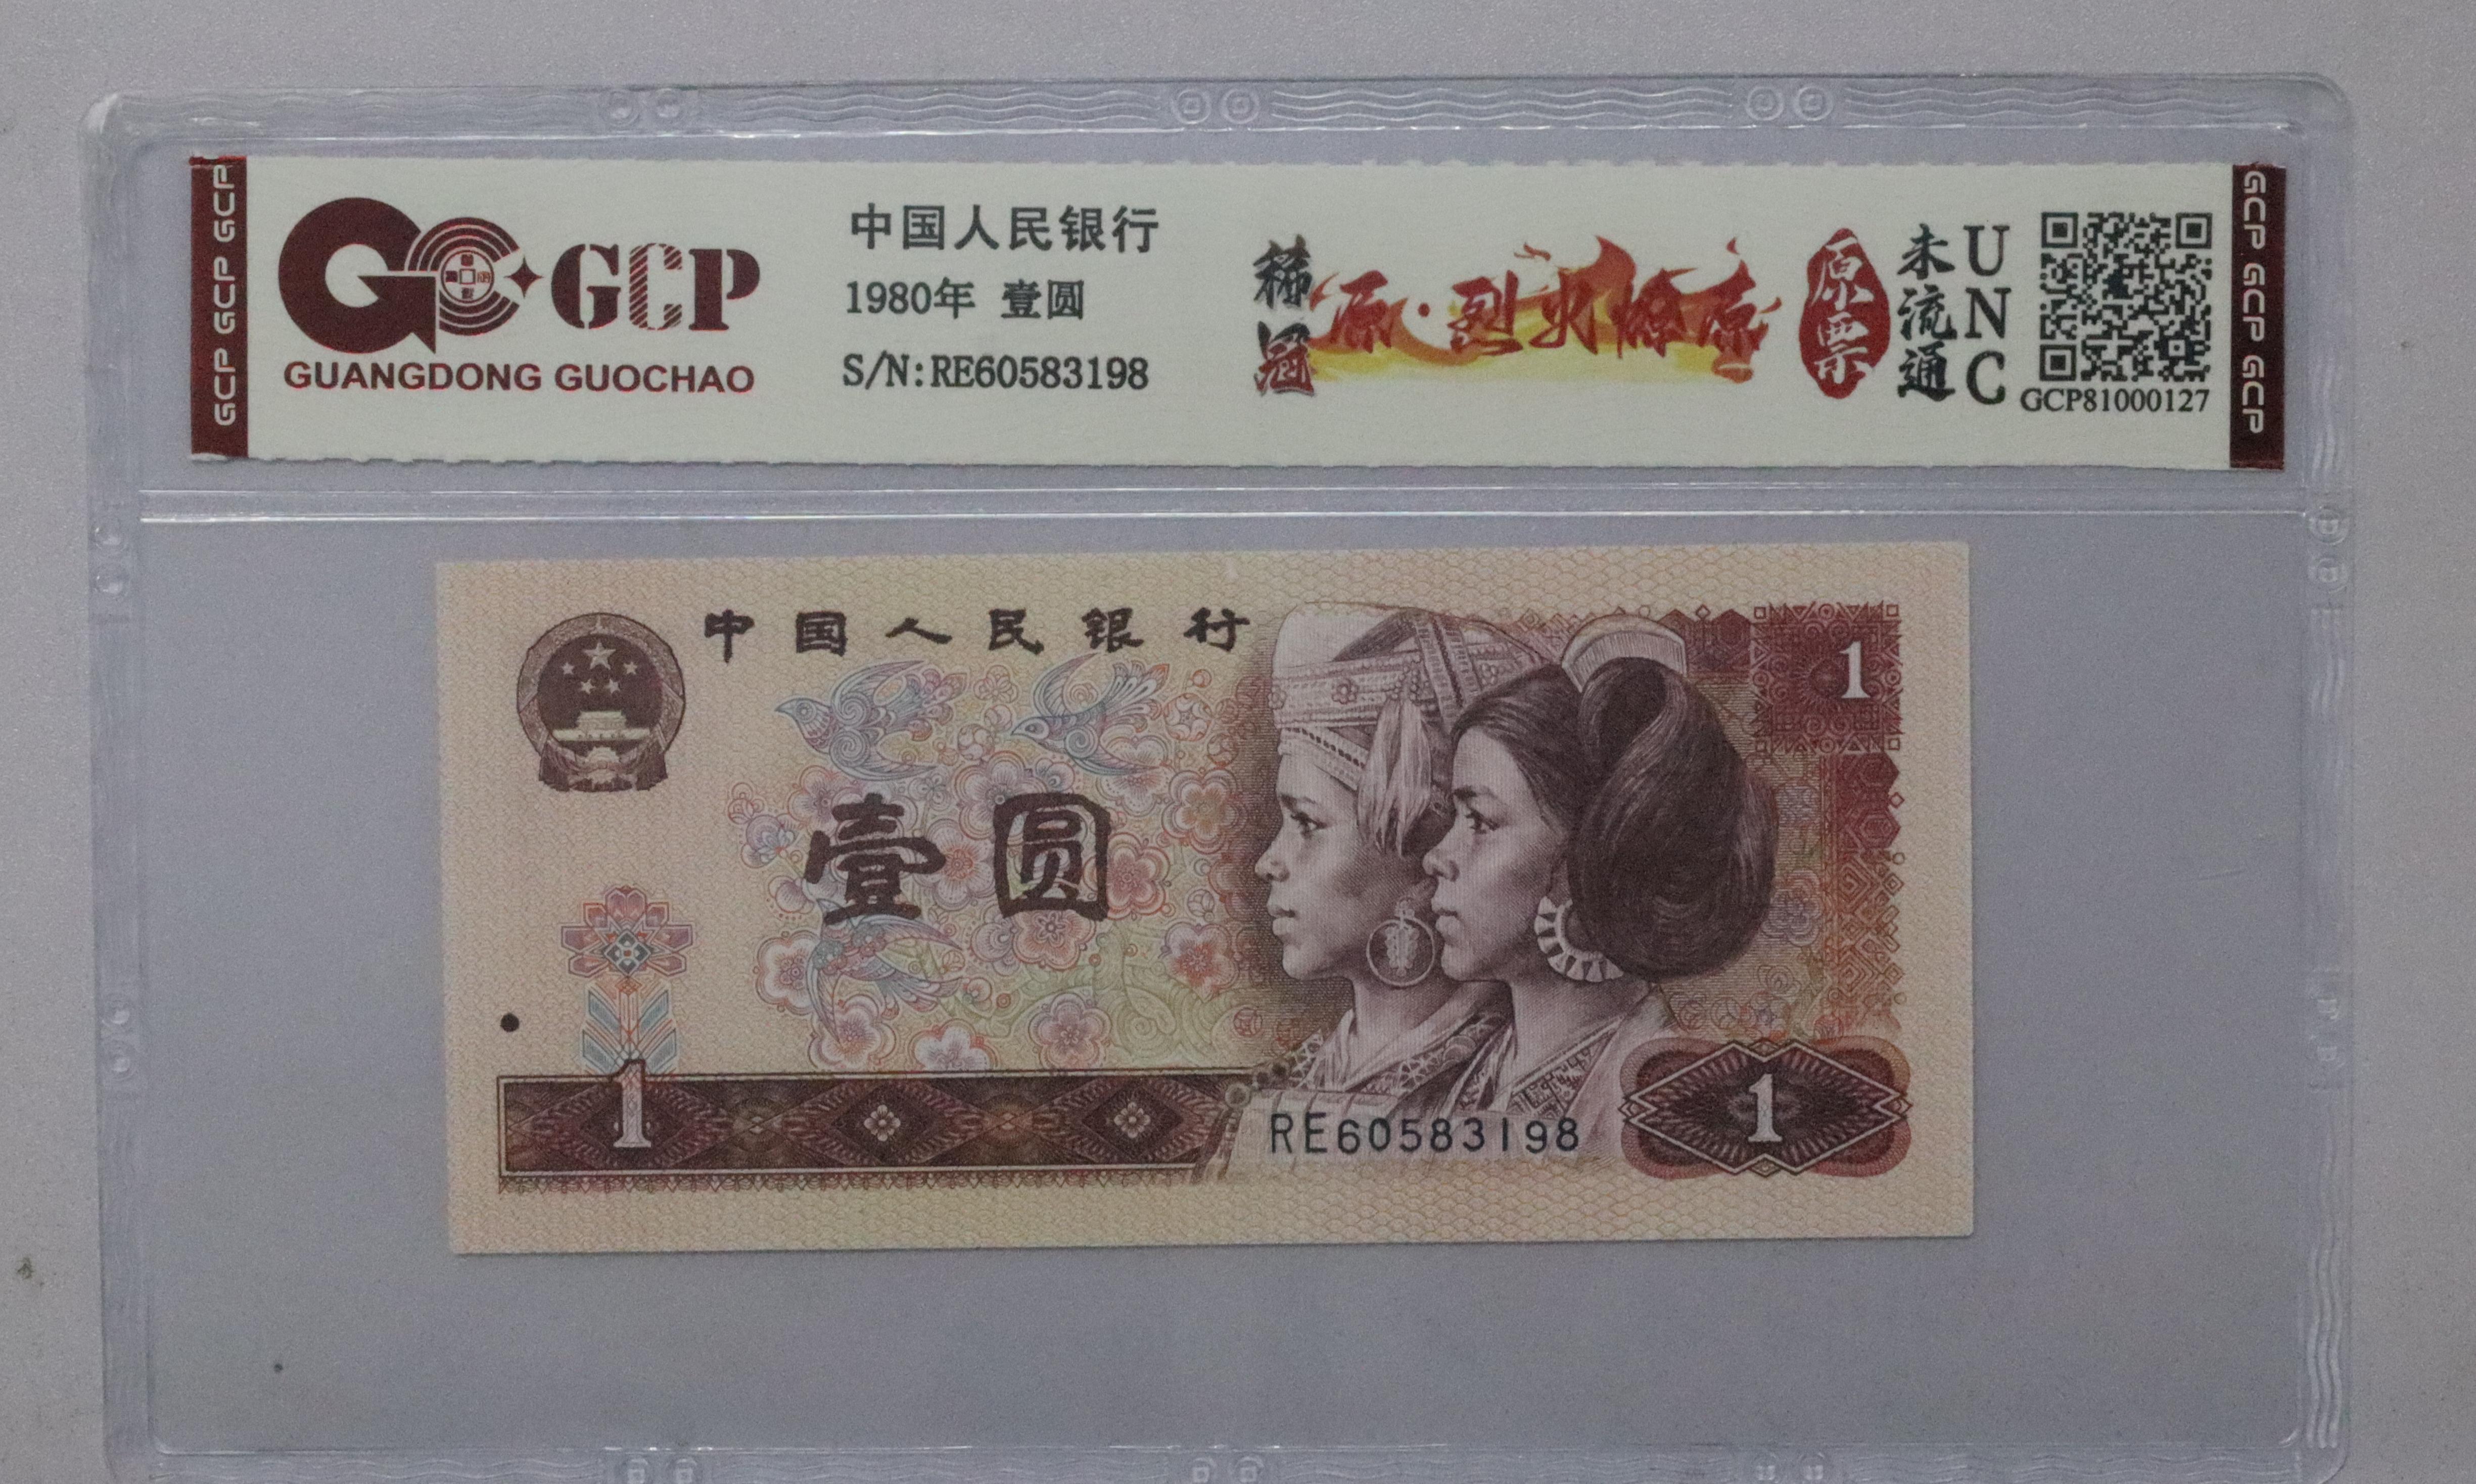 GCP GCP GCP
GCP
GUANGDONG GUOCHAO
中国人民银行
1980年 壹圆
S/N:RE60583198
稀冠
原·烈火燎原
原票
未流通
UNC
GCP81000127
GCP GCP GCP
中国人民银行
1
壹圆
1
RE60583198
1